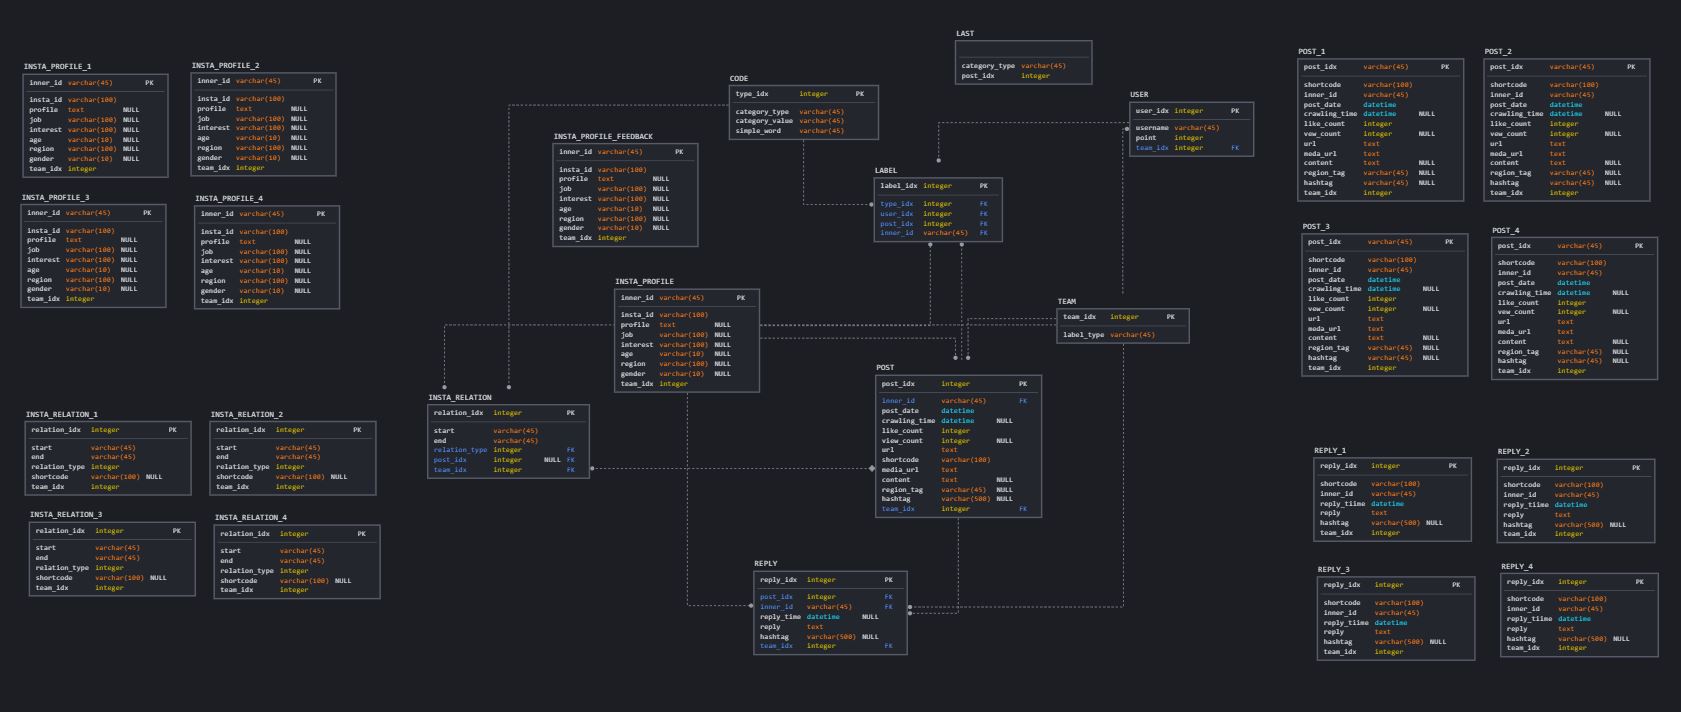 INSTA_PROFILE_1
inner_id varchar(45) PK
insta_id varchar(100)
profile text NULL
job varchar(100) NULL
interest varchar(100) NULL
age varchar(10) NULL
region varchar(100) NULL
gender varchar(10) NULL
team_idx integer
INSTA_PROFILE_2
inner_id varchar(45) PK
insta_id varchar(100)
profile text NULL
job varchar(100) NULL
interest varchar(100) NULL
age varchar(10) NULL
region varchar(100) NULL
gender varchar(10) NULL
team_idx integer
INSTA_PROFILE_3
inner_id varchar(45) PK
insta_id varchar(100)
profile text NULL
job varchar(100) NULL
interest varchar(100) NULL
age varchar(10) NULL
region varchar(100) NULL
gender varchar(10) NULL
team_idx integer
INSTA_PROFILE_4
inner_id varchar(45) PK
insta_id varchar(100)
profile text NULL
job varchar(100) NULL
interest varchar(100) NULL
age varchar(10) NULL
region varchar(100) NULL
gender varchar(10) NULL
team_idx integer
INSTA_RELATION_1
relation_idx integer PK
start varchar(45)
end varchar(45)
relation_type integer
shortcode varchar(100) NULL
team_idx integer
INSTA_RELATION_2
relation_idx integer PK
start varchar(45)
end varchar(45)
relation_type integer
shortcode varchar(100) NULL
team_idx integer
INSTA_RELATION_3
relation_idx integer PK
start varchar(45)
end varchar(45)
relation_type integer
shortcode varchar(100) NULL
team_idx integer
INSTA_RELATION_4
relation_idx integer PK
start varchar(45)
end varchar(45)
relation_type integer
shortcode varchar(100) NULL
team_idx integer
LAST
category_type varchar(45)
post_idx integer
CODE
type_idx integer PK
category_type varchar(45)
category_value varchar(45)
simple_word varchar(45)
USER
user_idx integer PK
username varchar(45)
point integer
team_idx integer FK
INSTA_PROFILE_FEEDBACK
inner_id varchar(45) PK
insta_id varchar(100)
profile text NULL
job varchar(100) NULL
interest varchar(100) NULL
age varchar(10) NULL
region varchar(100) NULL
gender varchar(10) NULL
team_idx integer
LABEL
label_idx integer PK
type_idx integer FK
user_idx integer FK
post_idx integer FK
inner_id varchar(45) FK
INSTA_PROFILE
inner_id varchar(45) PK
insta_id varchar(100)
profile text NULL
job varchar(100) NULL
interest varchar(100) NULL
age varchar(10) NULL
region varchar(100) NULL
gender varchar(10) NULL
team_idx integer
TEAM
team_idx integer PK
label_type varchar(45)
INSTA_RELATION
relation_idx integer PK
start varchar(45)
end varchar(45)
relation_type integer FK
post_idx integer NULL FK
team_idx integer FK
POST
post_idx integer PK
inner_id varchar(45) FK
post_date datetime
crawling_time datetime NULL
like_count integer
view_count integer NULL
url text
shortcode varchar(100)
media_url text
content text NULL
region_tag varchar(45) NULL
hashtag varchar(500) NULL
team_idx integer FK
REPLY
reply_idx integer PK
post_idx integer FK
inner_id varchar(45) FK
reply_time datetime NULL
reply text
hashtag varchar(500) NULL
team_idx integer FK
POST_1
post_idx varchar(45) PK
shortcode varchar(100)
inner_id varchar(45)
post_date datetime
crawling_time datetime NULL
like_count integer
vew_count integer NULL
url text
meda_url text
content text NULL
region_tag varchar(45) NULL
hashtag varchar(45) NULL
team_idx integer
POST_2
post_idx varchar(45) PK
shortcode varchar(100)
inner_id varchar(45)
post_date datetime
crawling_time datetime NULL
like_count integer
vew_count integer NULL
url text
meda_url text
content text NULL
region_tag varchar(45) NULL
hashtag varchar(45) NULL
team_idx integer
POST_3
post_idx varchar(45) PK
shortcode varchar(100)
inner_id varchar(45)
post_date datetime
crawling_time datetime NULL
like_count integer
vew_count integer NULL
url text
meda_url text
content text NULL
region_tag varchar(45) NULL
hashtag varchar(45) NULL
team_idx integer
POST_4
post_idx varchar(45) PK
shortcode varchar(100)
inner_id varchar(45)
post_date datetime
crawling_time datetime NULL
like_count integer
vew_count integer NULL
url text
meda_url text
content text NULL
region_tag varchar(45) NULL
hashtag varchar(45) NULL
team_idx integer
REPLY_1
reply_idx integer PK
shortcode varchar(100)
inner_id varchar(45)
reply_tiime datetime
reply text
hashtag varchar(500) NULL
team_idx integer
REPLY_2
reply_idx integer PK
shortcode varchar(100)
inner_id varchar(45)
reply_tiime datetime
reply text
hashtag varchar(500) NULL
team_idx integer
REPLY_3
reply_idx integer PK
shortcode varchar(100)
inner_id varchar(45)
reply_tiime datetime
reply text
hashtag varchar(500) NULL
team_idx integer
REPLY_4
reply_idx integer PK
shortcode varchar(100)
inner_id varchar(45)
reply_tiime datetime
reply text
hashtag varchar(500) NULL
team_idx integer